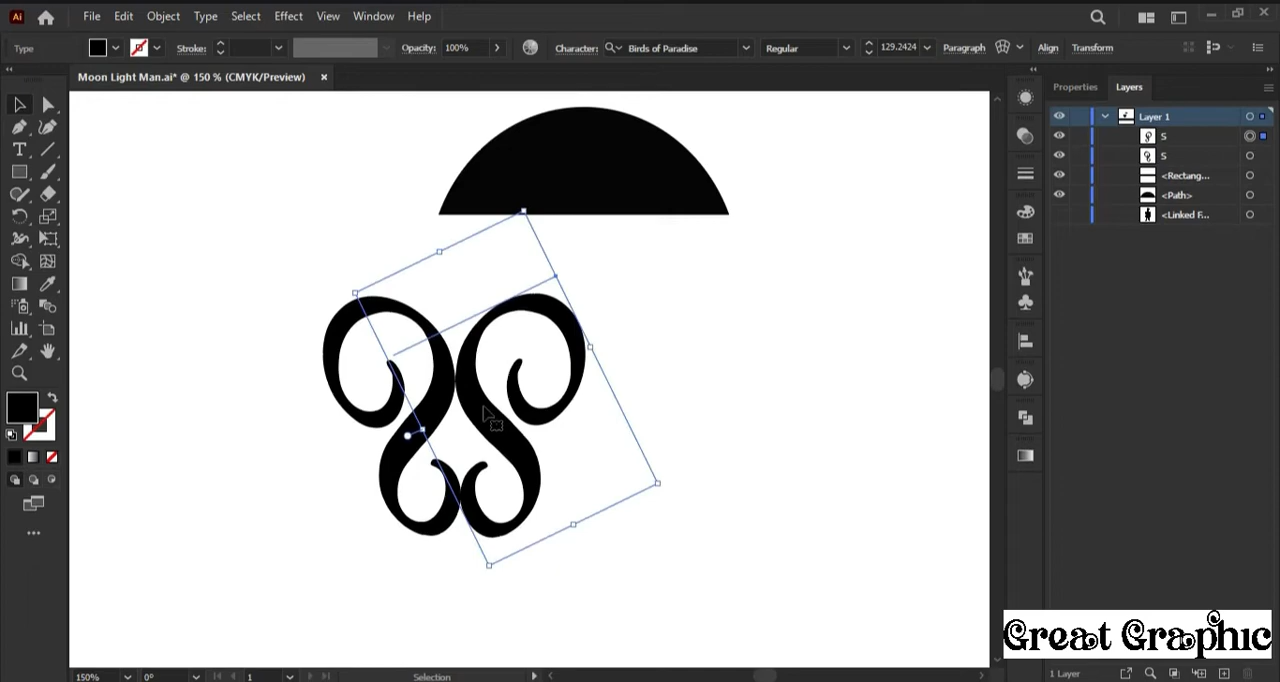 File Edit Object Type Select Effect View Window Help
Type Stroke: Opacity: 100% Character: Birds of Paradise Regular 129.2424 Paragraph Align Transform
Moon Light Man.ai* @ 150 % (CMYK/Preview)
Properties Layers
Layer 1
S
S
<Rectang...
<Path>
<Linked F...
Great Graphic
1 Layer
150% 0° 1 Selection